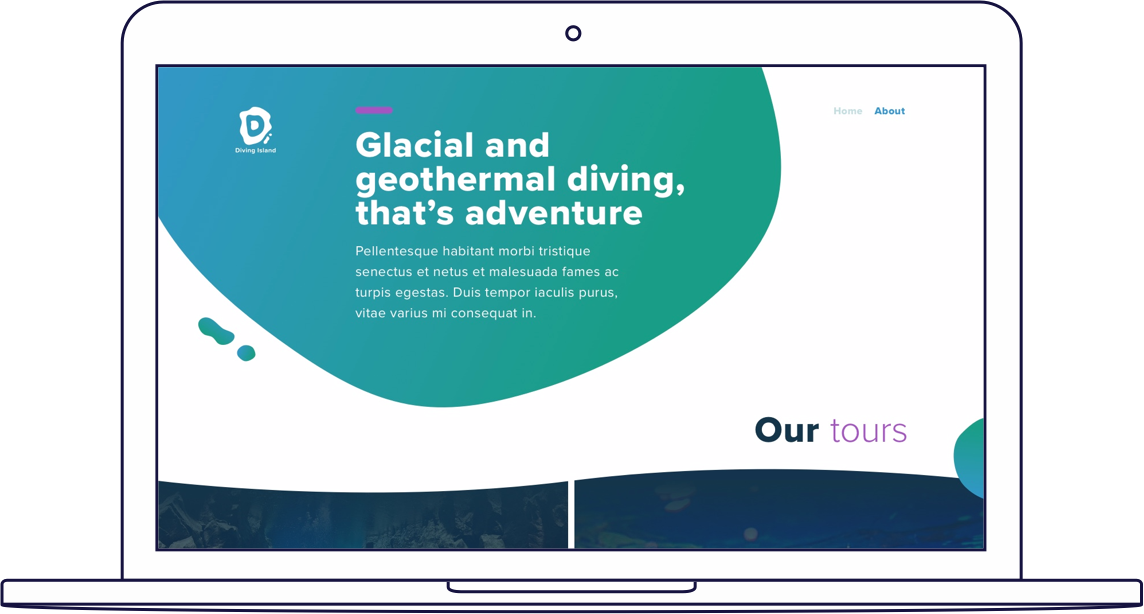 Diving Island
Home About
Glacial and
geothermal diving,
that’s adventure
Pellentesque habitant morbi tristique
senectus et netus et malesuada fames ac
turpis egestas. Duis tempor iaculis purus,
vitae varius mi consequat in.
Our tours